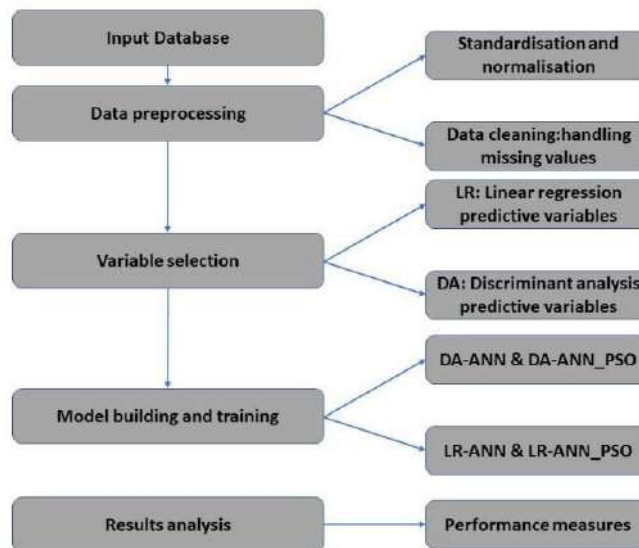 Input Database
Standardisation and
normalisation
Data preprocessing
Data cleaning:handling
missing values
LR: Linear regression
predictive variables
Variable selection
DA: Discriminant analysis
predictive variables
DA-ANN & DA-ANN_PSO
Model building and training
LR-ANN & LR-ANN_PSO
Results analysis
Performance measures